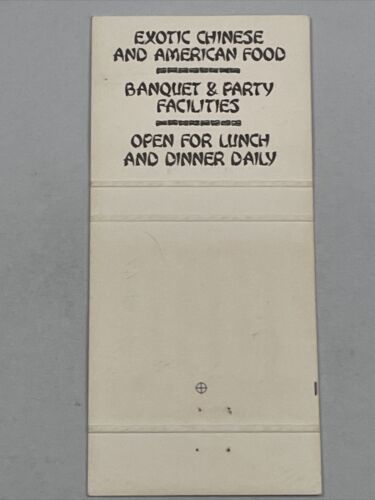 EXOTIC CHINESE
AND AMERICAN FOOD
BANQUET & PARTY
FACILITIES
OPEN FOR LUNCH
AND DINNER DAILY